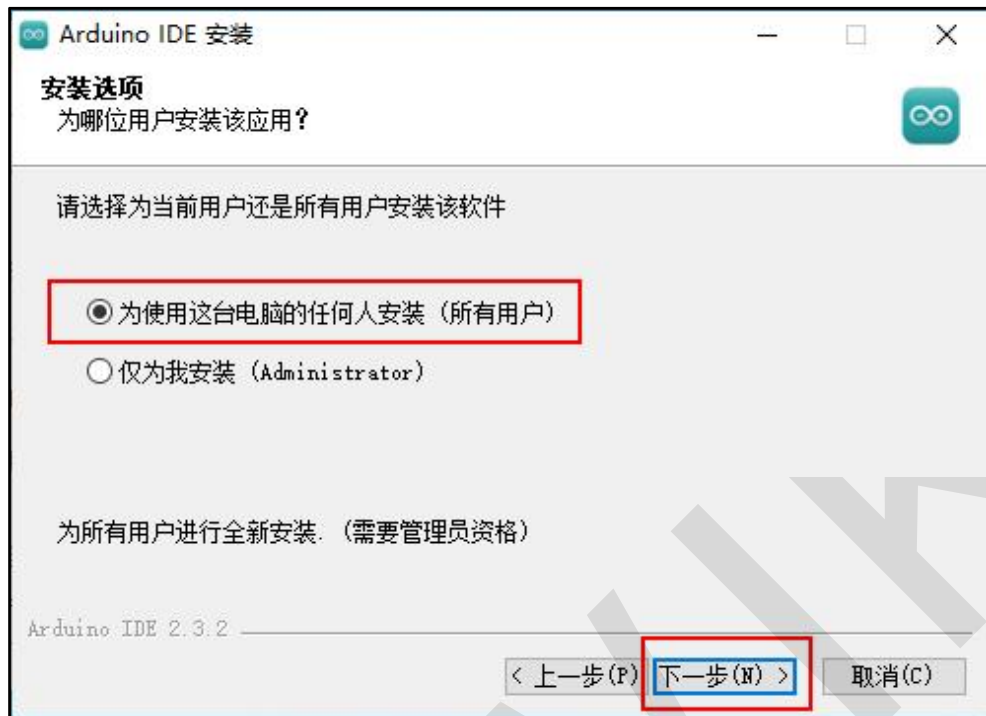 Arduino IDE 安装
安装选项
为哪位用户安装该应用？
请选择为当前用户还是所有用户安装该软件
为使用这台电脑的任何人安装（所有用户）
仅为我安装（Administrator）
为所有用户进行全新安装. （需要管理员资格）
Arduino IDE 2.3.2
< 上一步(P) 下一步(N) > 取消(C)